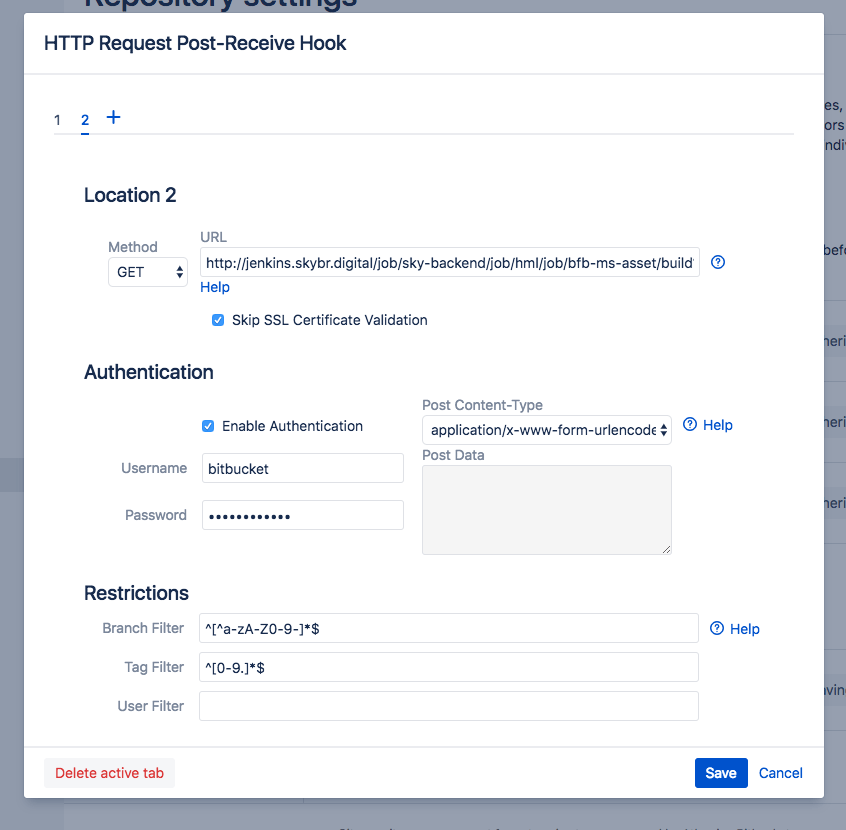 Repository settings
HTTP Request Post-Receive Hook
1 2 +
Location 2
Method
URL
GET
http://jenkins.skybr.digital/job/sky-backend/job/hml/job/bfb-ms-asset/build
Help
Skip SSL Certificate Validation
Authentication
Enable Authentication
Post Content-Type
application/x-www-form-urlencode
Help
Username
bitbucket
Post Data
Password
••••••••••••
Restrictions
Branch Filter
^[^a-zA-Z0-9-]*$
Help
Tag Filter
^[0-9.]*$
User Filter
Delete active tab
Save
Cancel